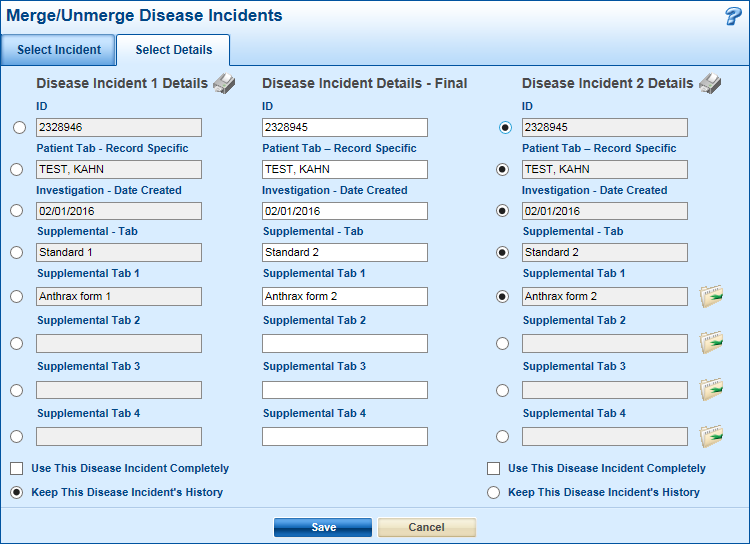 Merge/Unmerge Disease Incidents
?
Select Incident
Select Details
Disease Incident 1 Details
Disease Incident Details - Final
Disease Incident 2 Details
ID
ID
ID
2328946
2328945
2328945
Patient Tab - Record Specific
Patient Tab – Record Specific
Patient Tab – Record Specific
TEST, KAHN
TEST, KAHN
TEST, KAHN
Investigation - Date Created
Investigation - Date Created
Investigation - Date Created
02/01/2016
02/01/2016
02/01/2016
Supplemental - Tab
Supplemental - Tab
Supplemental - Tab
Standard 1
Standard 2
Standard 2
Supplemental Tab 1
Supplemental Tab 1
Supplemental Tab 1
Anthrax form 1
Anthrax form 2
Anthrax form 2
Supplemental Tab 2
Supplemental Tab 2
Supplemental Tab 2
Supplemental Tab 3
Supplemental Tab 3
Supplemental Tab 3
Supplemental Tab 4
Supplemental Tab 4
Supplemental Tab 4
Use This Disease Incident Completely
Use This Disease Incident Completely
Keep This Disease Incident's History
Keep This Disease Incident's History
Save
Cancel